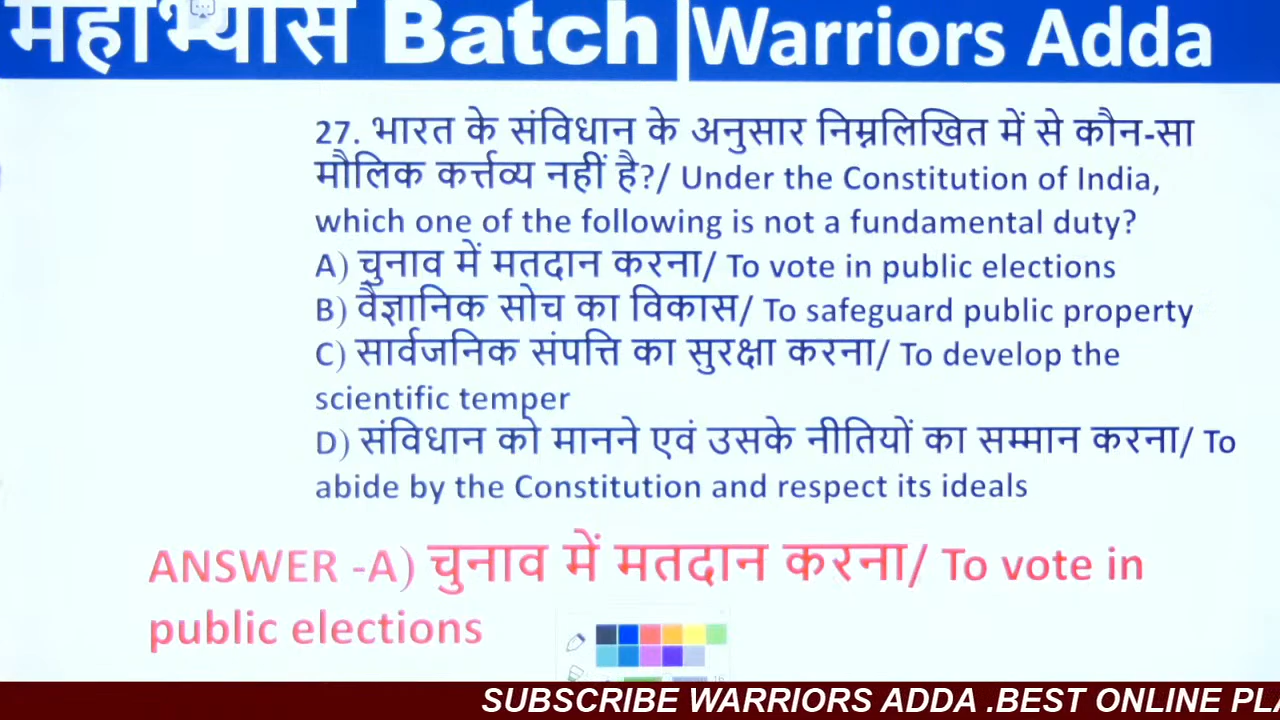 महाभ्यास Batch Warriors Adda
27. भारत के संविधान के अनुसार निम्नलिखित में से कौन-सा
मौलिक कर्त्तव्य नहीं है?/ Under the Constitution of India,
which one of the following is not a fundamental duty?
A) चुनाव में मतदान करना/ To vote in public elections
B) वैज्ञानिक सोच का विकास/ To safeguard public property
C) सार्वजनिक संपत्ति का सुरक्षा करना/ To develop the
scientific temper
D) संविधान को मानने एवं उसके नीतियों का सम्मान करना/ To
abide by the Constitution and respect its ideals
ANSWER -A) चुनाव में मतदान करना/ To vote in
public elections
SUBSCRIBE WARRIORS ADDA .BEST ONLINE PLA